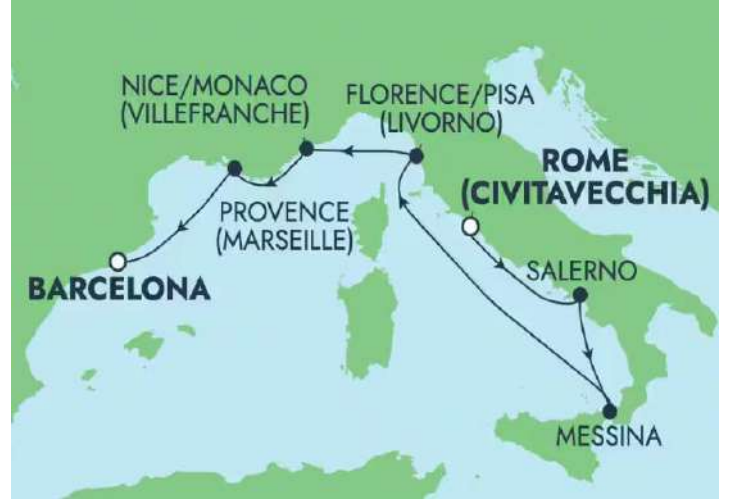 NICE/MONACO
(VILLEFRANCHE)
FLORENCE/PISA
(LIVORNO)
ROME
(CIVITAVECCHIA)
PROVENCE
(MARSEILLE)
BARCELONA
SALERNO
MESSINA